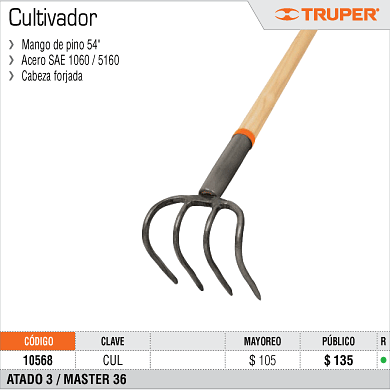 Cultivador
TRUPER®
❯ Mango de pino 54"
❯ Acero SAE 1060 / 5160
❯ Cabeza forjada
CÓDIGO CLAVE MAYOREO PÚBLICO R
10568 CUL $ 105 $ 135
ATADO 3 / MASTER 36